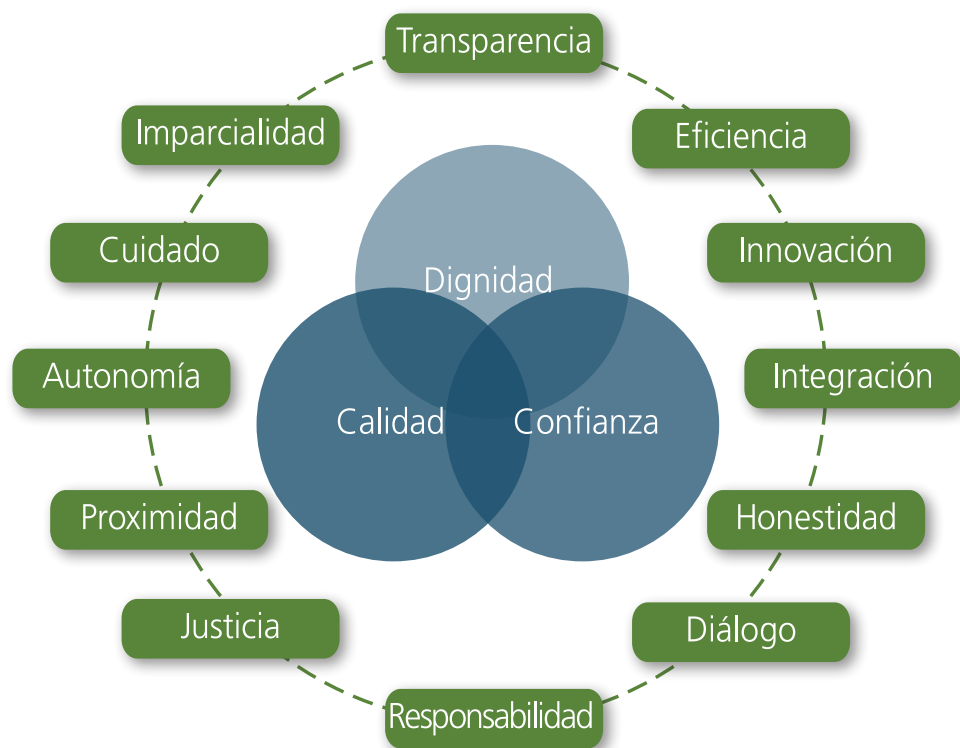 Transparencia
Imparcialidad
Eficiencia
Cuidado
Innovación
Dignidad
Autonomía
Integración
Calidad
Confianza
Proximidad
Honestidad
Justicia
Diálogo
Responsabilidad